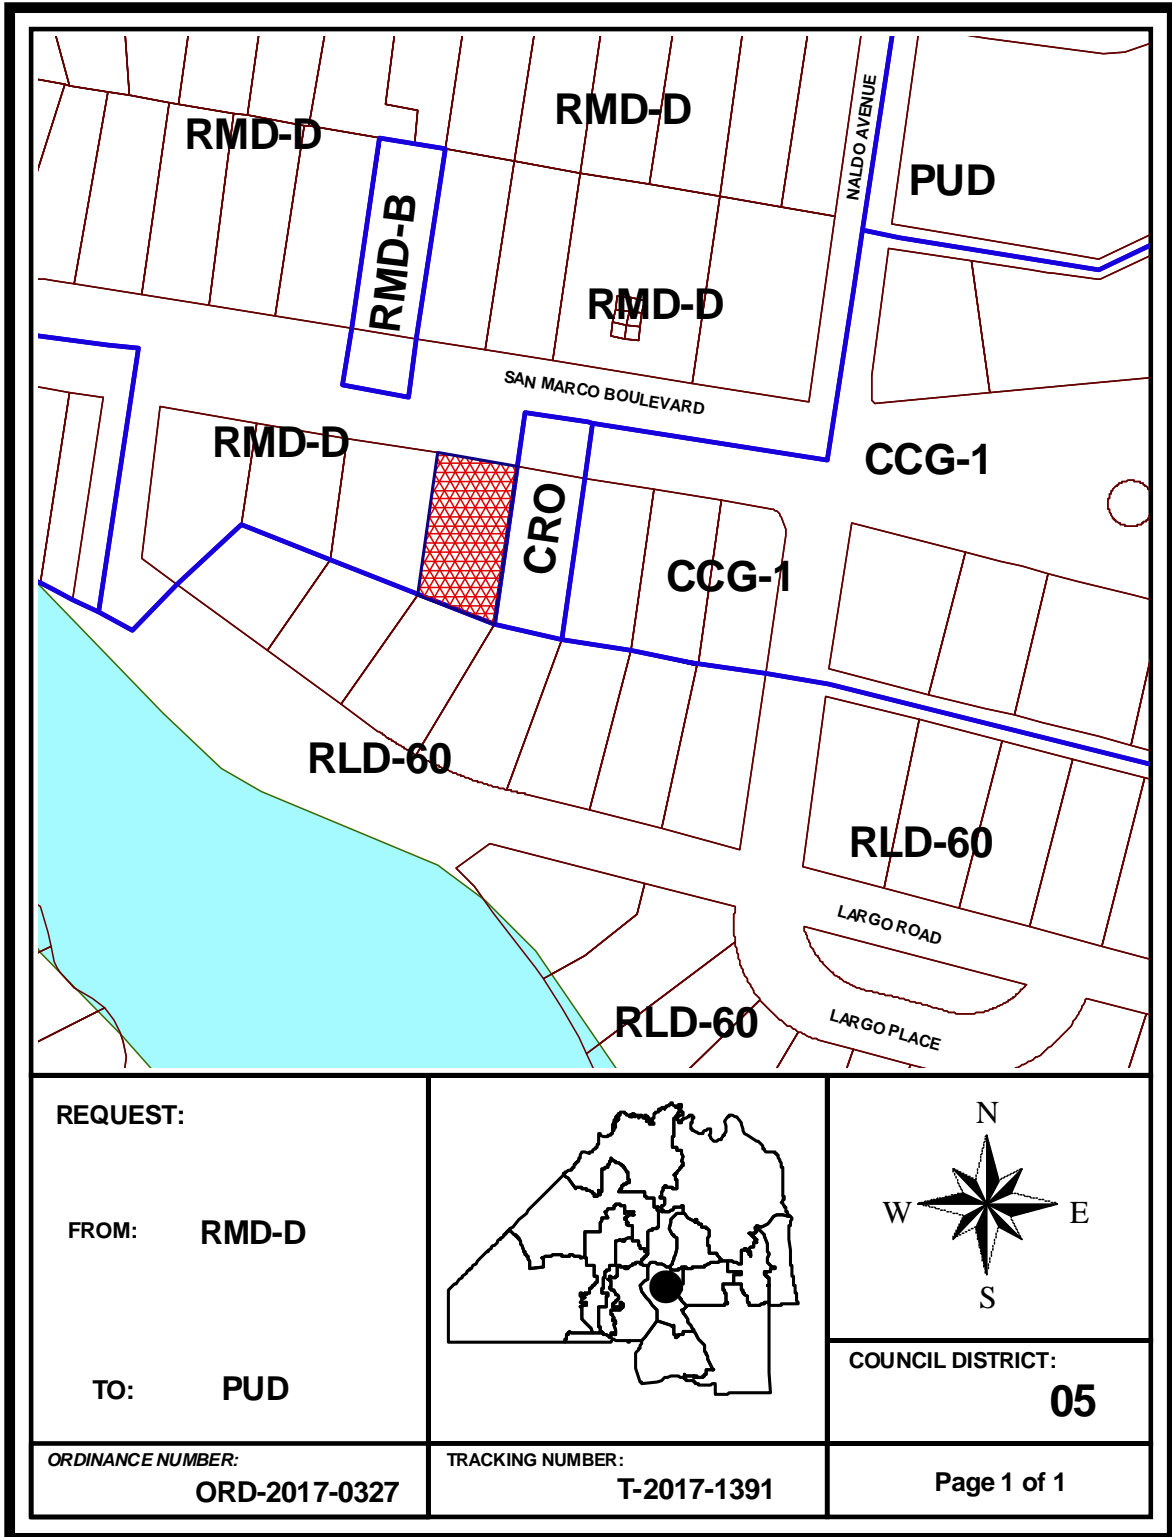 RMD-D
RMD-D
NALDO AVENUE
PUD
RMD-B
RMD-D
SAN MARCO BOULEVARD
RMD-D
CCG-1
CRO
CCG-1
RLD-60
RLD-60
LARGO ROAD
RLD-60
LARGO PLACE
REQUEST:
FROM: RMD-D
TO: PUD
N
W E
S
COUNCIL DISTRICT:
05
ORDINANCE NUMBER:
ORD-2017-0327
TRACKING NUMBER:
T-2017-1391
Page 1 of 1